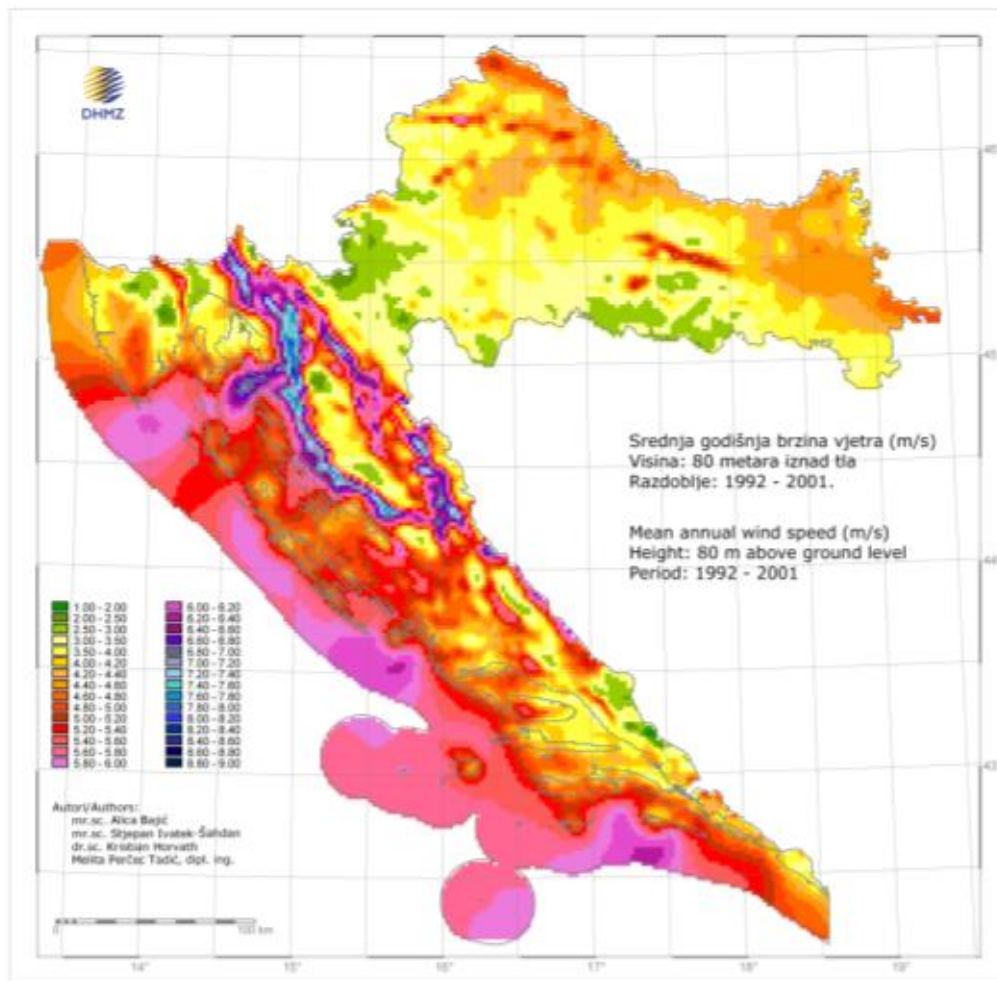 DHMZ
Srednja godišnja brzina vjetra (m/s)
Visina: 80 metara iznad tla
Razdoblje: 1992 - 2001.
Mean annual wind speed (m/s)
Height: 80 m above ground level
Period: 1992 - 2001
1.00 - 2.00
2.00 - 2.50
2.50 - 3.00
3.00 - 3.50
3.50 - 4.00
4.00 - 4.20
4.20 - 4.40
4.40 - 4.60
4.60 - 4.80
4.80 - 5.00
5.00 - 5.20
5.20 - 5.40
5.40 - 5.60
5.60 - 5.80
5.80 - 6.00
6.00 - 6.20
6.20 - 6.40
6.40 - 6.60
6.60 - 6.80
6.80 - 7.00
7.00 - 7.20
7.20 - 7.40
7.40 - 7.60
7.60 - 7.80
7.80 - 8.00
8.00 - 8.20
8.20 - 8.40
8.40 - 8.60
8.60 - 8.80
8.80 - 9.00
Autori/Authors:
mr.sc. Alica Bajić
mr.sc. Stjepan Ivatek-Šahdan
dr.sc. Kristian Horvath
Melita Perčec Tadić, dipl. ing.
0 100 km
14° 15° 16° 17° 18° 19°